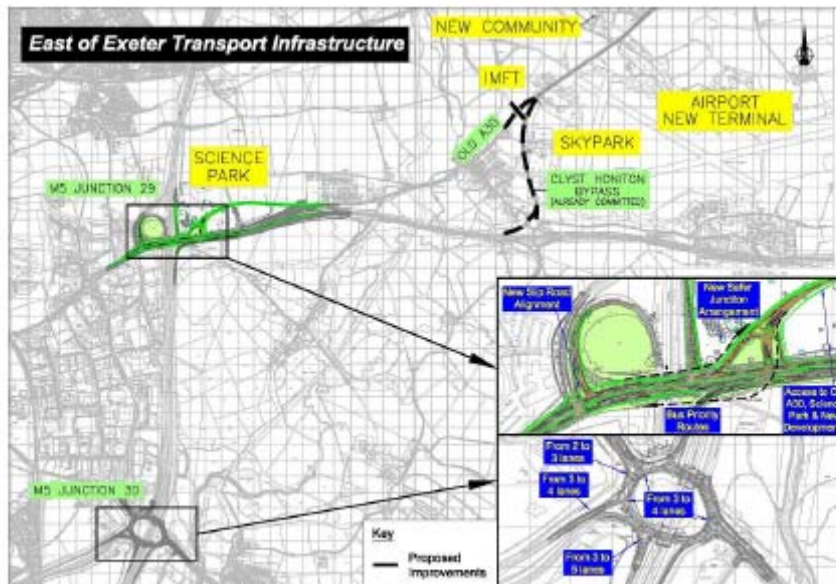 East of Exeter Transport Infrastructure
NEW COMMUNITY
IMFT
AIRPORT
NEW TERMINAL
OLD A30
SKYPARK
SCIENCE
PARK
CLYST HONITON
BYPASS
(ALREADY COMMITTED)
M5 JUNCTION 29
New Slip Road
Alignment
New Safer
Junction
Arrangement
Bus Priority
Routes
Access to O
A30, Scienc
Park & New
Developmen
M5 JUNCTION 30
From 2 to
3 lanes
From 3 to
4 lanes
From 3 to
4 lanes
From 3 to
5 lanes
Key
Proposed
Improvements